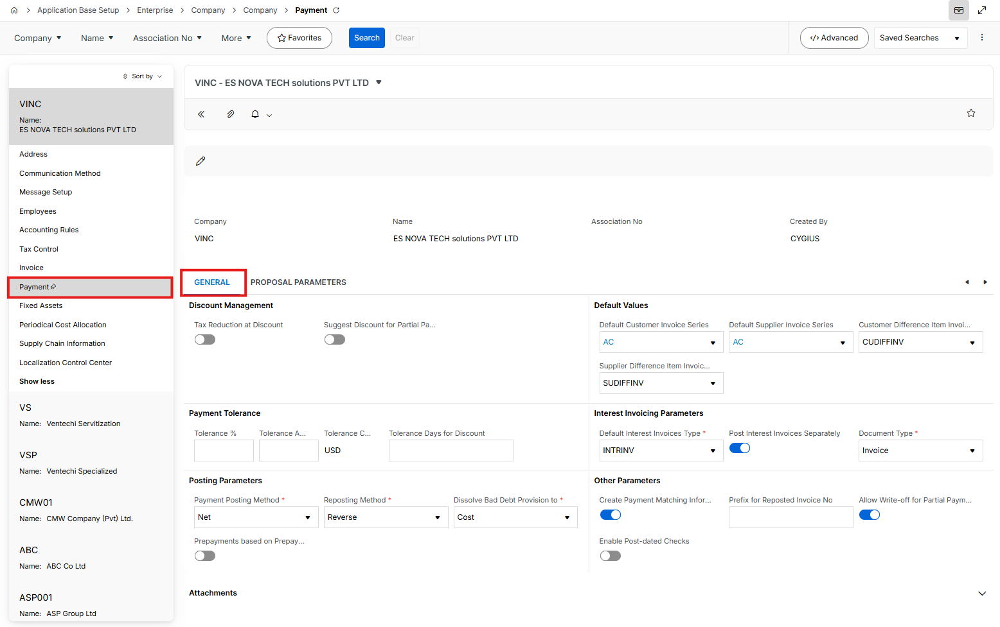 Application Base Setup > Enterprise > Company > Company > Payment
Company Name Association No More Favorites Search Clear </> Advanced Saved Searches
Sort by
VINC
Name:
ES NOVA TECH solutions PVT LTD
Address
Communication Method
Message Setup
Employees
Accounting Rules
Tax Control
Invoice
Payment
Fixed Assets
Periodical Cost Allocation
Supply Chain Information
Localization Control Center
Show less
VS
Name: Ventechi Servitization
VSP
Name: Ventechi Specialized
CMW01
Name: CMW Company (Pvt) Ltd.
ABC
Name: ABC Co Ltd
ASP001
Name: ASP Group Ltd
VINC - ES NOVA TECH solutions PVT LTD
Company Name Association No Created By
VINC ES NOVA TECH solutions PVT LTD CYGIUS
GENERAL PROPOSAL PARAMETERS
Discount Management
Tax Reduction at Discount Suggest Discount for Partial Pa...
Default Values
Default Customer Invoice Series Default Supplier Invoice Series Customer Difference Item Invoi...
AC AC CUDIFFINV
Supplier Difference Item Invoic...
SUDIFFINV
Payment Tolerance
Tolerance % Tolerance A... Tolerance C... Tolerance Days for Discount
USD
Interest Invoicing Parameters
Default Interest Invoices Type * Post Interest Invoices Separately Document Type *
INTRINV Invoice
Posting Parameters
Payment Posting Method * Reposting Method * Dissolve Bad Debt Provision to *
Net Reverse Cost
Prepayments based on Prepay...
Other Parameters
Create Payment Matching Infor... Prefix for Reposted Invoice No Allow Write-off for Partial Paym...
Enable Post-dated Checks
Attachments